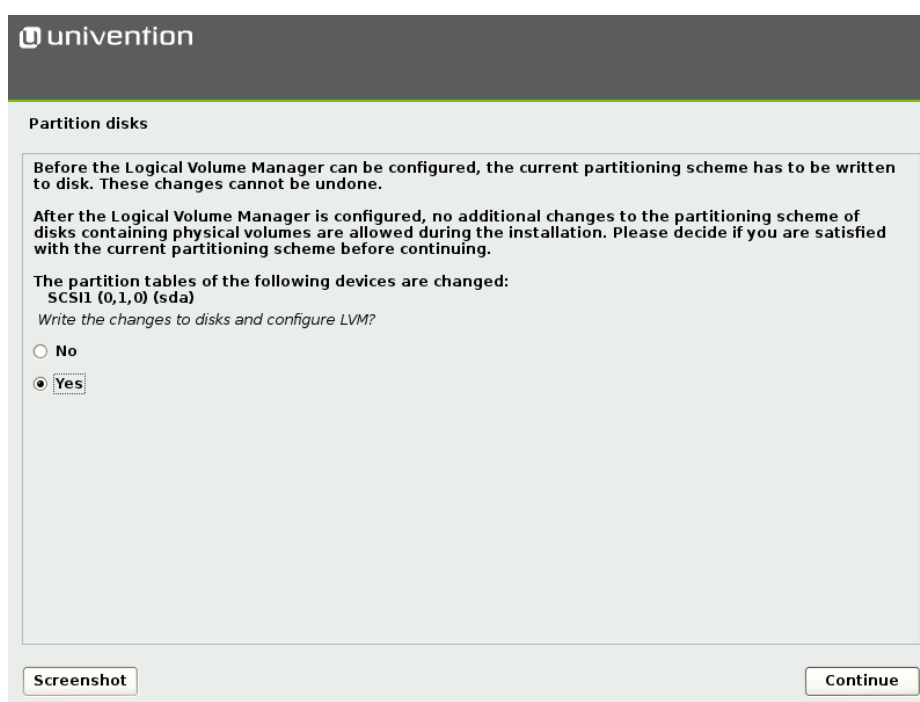 univention
Partition disks
Before the Logical Volume Manager can be configured, the current partitioning scheme has to be written
to disk. These changes cannot be undone.
After the Logical Volume Manager is configured, no additional changes to the partitioning scheme of
disks containing physical volumes are allowed during the installation. Please decide if you are satisfied
with the current partitioning scheme before continuing.
The partition tables of the following devices are changed:
SCSI1 (0,1,0) (sda)
Write the changes to disks and configure LVM?
No
Yes
Screenshot
Continue